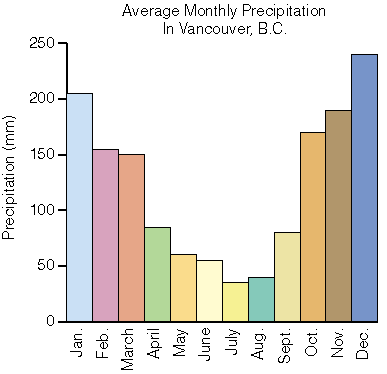 Average Monthly Precipitation
In Vancouver, B.C.
Precipitation (mm)
250
200
150
100
50
0
Jan.
Feb.
March
April
May
June
July
Aug.
Sept.
Oct.
Nov.
Dec.